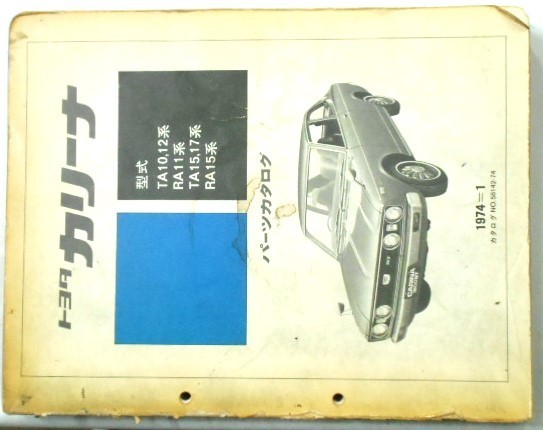 トヨタ カリーナ
型式
TA10,12系
RA11系
TA15,17系
RA15系
パーツカタログ
CARINA
1974－1
カタログNO.56142-74